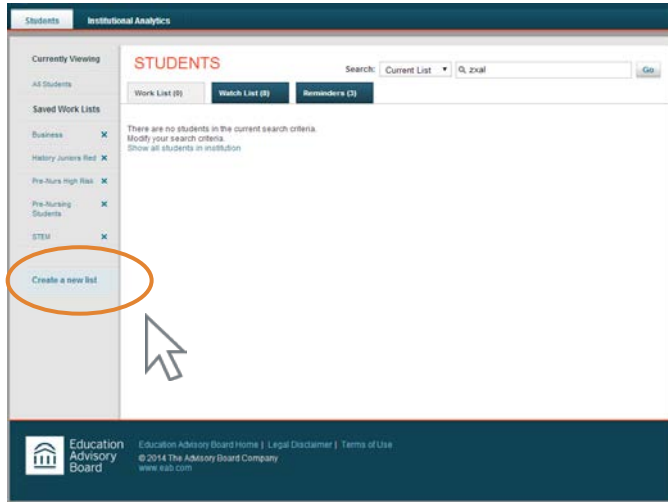 Students Institutional Analytics
Currently Viewing
All Students
Saved Work Lists
Business ×
History Juniors Red ×
Pre-Nurs High Risk ×
Pre-Nursing Students ×
STEM ×
Create a new list
STUDENTS
Search: Current List ▼ zxal Go
Work List (0) Watch List (8) Reminders (3)
There are no students in the current search criteria.
Modify your search criteria.
Show all students in institution
Education
Advisory
Board
Education Advisory Board Home | Legal Disclaimer | Terms of Use
© 2014 The Advisory Board Company
www.eab.com